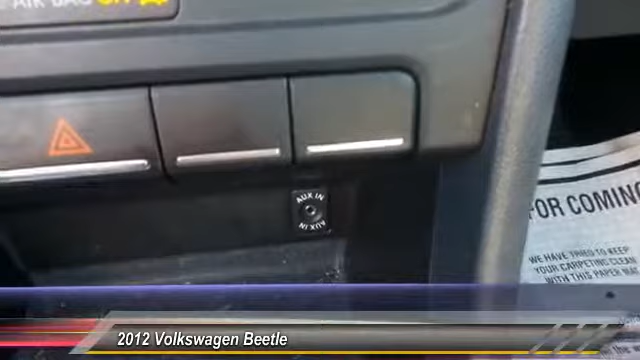 AIR BAG
AUX IN
AUX IN
FOR COMING
WE HAVE TRIED TO KEEP
YOUR CARPETING CLEAN
WITH THIS PAPER
2012 Volkswagen Beetle